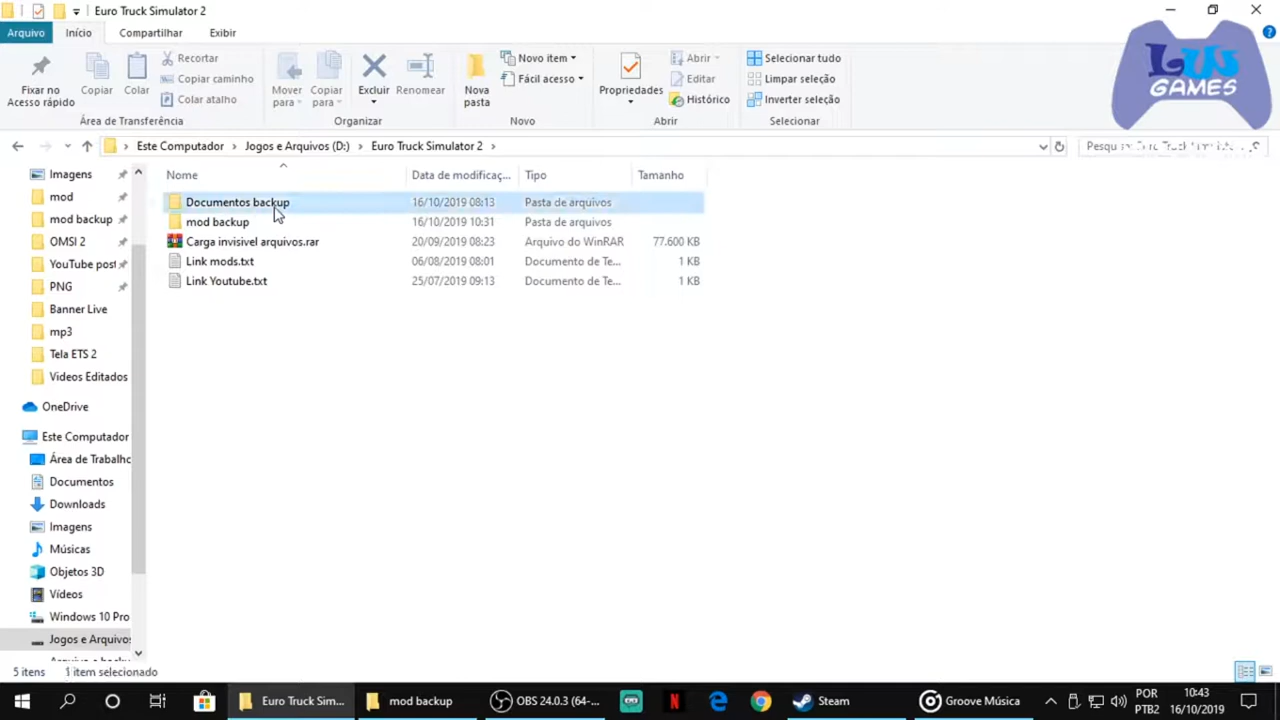 Euro Truck Simulator 2
Arquivo Início Compartilhar Exibir
Fixar no Acesso rápido
Copiar
Colar
Recortar
Copiar caminho
Colar atalho
Área de Transferência
Mover para
Copiar para
Excluir
Renomear
Organizar
Nova pasta
Novo item
Fácil acesso
Novo
Propriedades
Abrir
Editar
Histórico
Abrir
Selecionar tudo
Limpar seleção
Inverter seleção
Selecionar
LTN
GAMES
Este Computador > Jogos e Arquivos (D:) > Euro Truck Simulator 2 >
Imagens
mod
mod backup
OMSI 2
YouTube post
PNG
Banner Live
mp3
Tela ETS 2
Videos Editados
OneDrive
Este Computador
Área de Trabalho
Documentos
Downloads
Imagens
Músicas
Objetos 3D
Vídeos
Windows 10 Pro
Jogos e Arquivos
Nome Data de modificaç... Tipo Tamanho
Documentos backup 16/10/2019 08:13 Pasta de arquivos
mod backup 16/10/2019 10:31 Pasta de arquivos
Carga invisivel arquivos.rar 20/09/2019 08:23 Arquivo do WinRAR 77.600 KB
Link mods.txt 06/08/2019 08:01 Documento de Te... 1 KB
Link Youtube.txt 25/07/2019 09:13 Documento de Te... 1 KB
5 itens 1 item selecionado
Euro Truck Sim... mod backup OBS 24.0.3 (64-... Steam Groove Música
POR
PTB2
10:43
16/10/2019